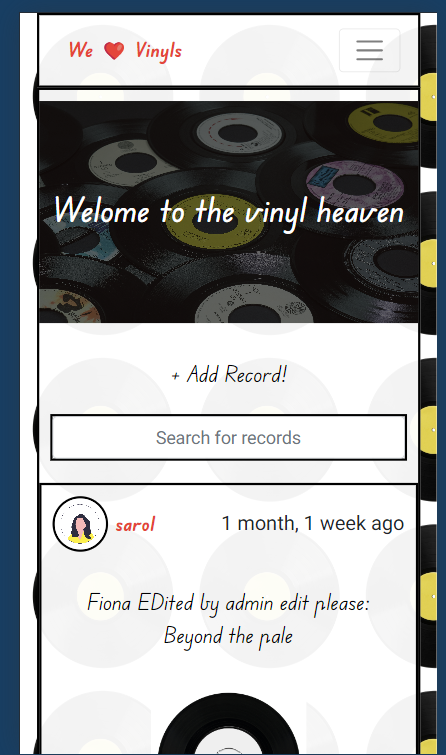 We ❤️ Vinyls
Welome to the vinyl heaven
+ Add Record!
Search for records
sarol 1 month, 1 week ago
Fiona EDited by admin edit please:
Beyond the pale